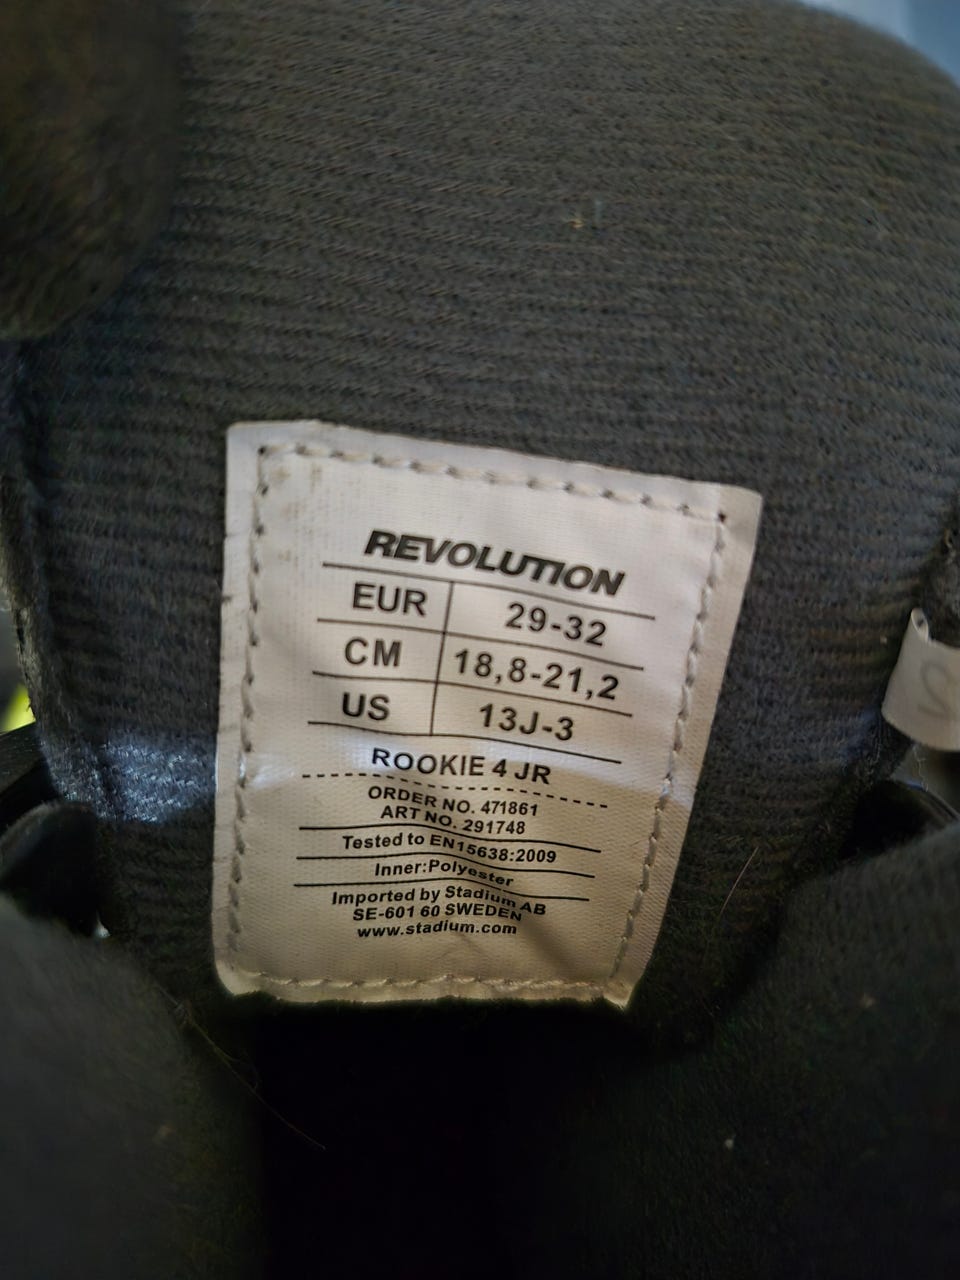 REVOLUTION
EUR 29-32
CM 18,8-21,2
US 13J-3
ROOKIE 4 JR
ORDER NO. 471861
ART NO. 291748
Tested to EN15638:2009
Inner:Polyester
Imported by Stadium AB
SE-601 60 SWEDEN
www.stadium.com